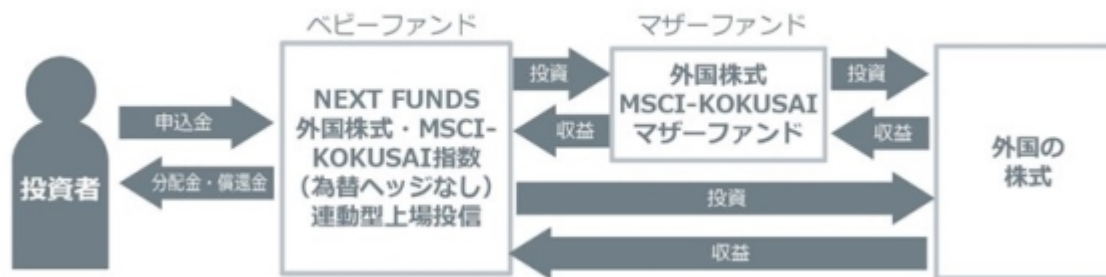 ベビーファンド
マザーファンド
投資者
申込金
分配金・償還金
NEXT FUNDS
外国株式・MSCI-
KOKUSAI指数
（為替ヘッジなし）
連動型上場投信
投資
収益
外国株式
MSCI-KOKUSAI
マザーファンド
投資
収益
投資
収益
外国の
株式